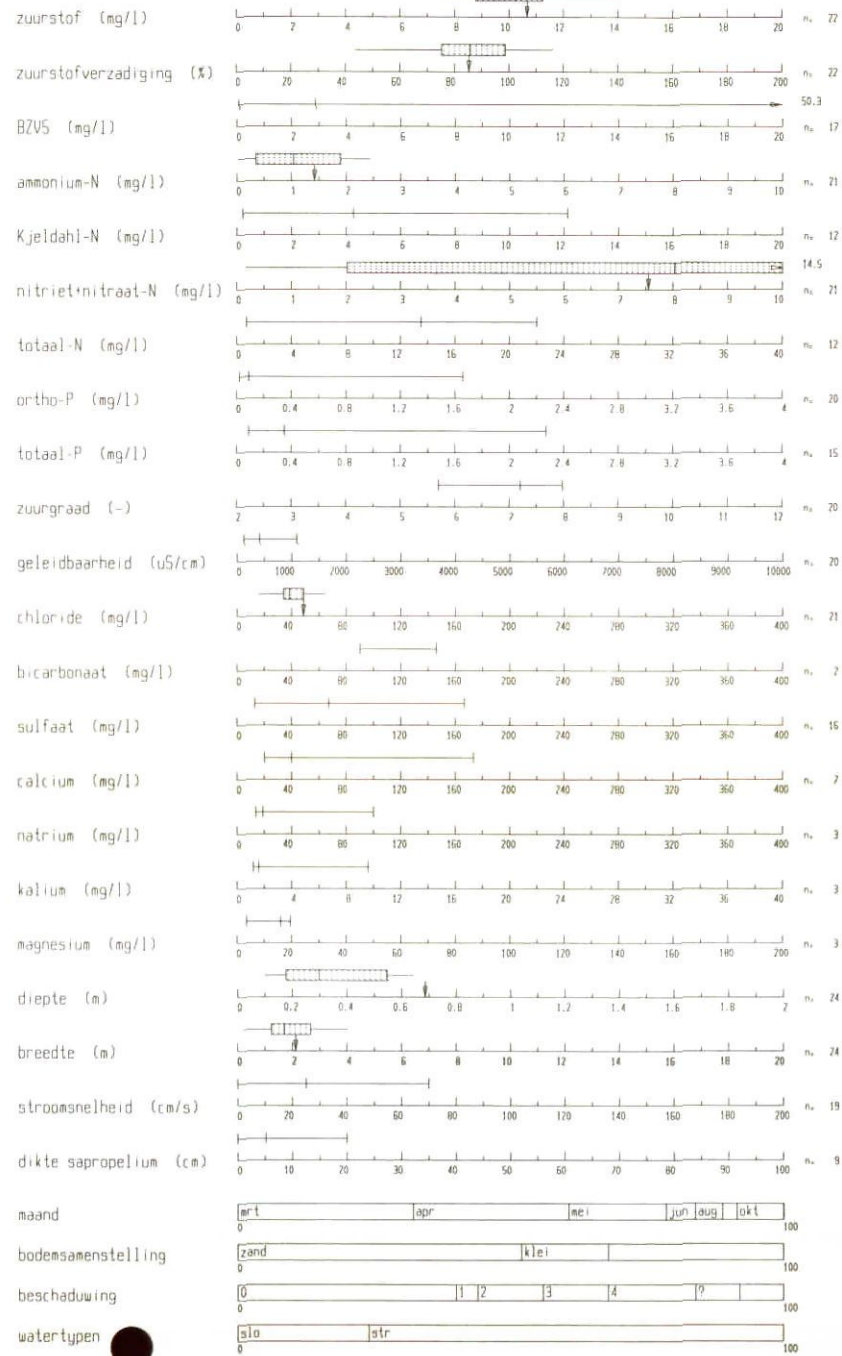 zuurstof (mg/l) 0 2 4 6 8 10 12 14 16 18 20 n= 22
zuurstofverzadiging (%) 0 20 40 60 80 100 120 140 160 180 200 n= 22
50.3
BZV5 (mg/l) 0 2 4 6 8 10 12 14 16 18 20 n= 17
ammonium-N (mg/l) 0 1 2 3 4 5 6 7 8 9 10 n= 21
Kjeldahl-N (mg/l) 0 2 4 6 8 10 12 14 16 18 20 n= 12
14.5
nitriet+nitraat-N (mg/l) 0 1 2 3 4 5 6 7 8 9 10 n= 21
totaal-N (mg/l) 0 4 8 12 16 20 24 28 32 36 40 n= 12
ortho-P (mg/l) 0 0.4 0.8 1.2 1.6 2 2.4 2.8 3.2 3.6 4 n= 20
totaal-P (mg/l) 0 0.4 0.8 1.2 1.6 2 2.4 2.8 3.2 3.6 4 n= 15
zuurgraad (-) 2 3 4 5 6 7 8 9 10 11 12 n= 20
geleidbaarheid (uS/cm) 0 1000 2000 3000 4000 5000 6000 7000 8000 9000 10000 n= 20
chloride (mg/l) 0 40 80 120 160 200 240 280 320 360 400 n= 21
bicarbonaat (mg/l) 0 40 80 120 160 200 240 280 320 360 400 n= 2
sulfaat (mg/l) 0 40 80 120 160 200 240 280 320 360 400 n= 16
calcium (mg/l) 0 40 80 120 160 200 240 280 320 360 400 n= 7
natrium (mg/l) 0 40 80 120 160 200 240 280 320 360 400 n= 3
kalium (mg/l) 0 4 8 12 16 20 24 28 32 36 40 n= 3
magnesium (mg/l) 0 20 40 60 80 100 120 140 160 180 200 n= 3
diepte (m) 0 0.2 0.4 0.6 0.8 1 1.2 1.4 1.6 1.8 2 n= 24
breedte (m) 0 2 4 6 8 10 12 14 16 18 20 n= 24
stroomsnelheid (cm/s) 0 20 40 60 80 100 120 140 160 180 200 n= 19
dikte sapropelium (cm) 0 10 20 30 40 50 60 70 80 90 100 n= 9
maand mrt apr mei jun aug okt
0 100
bodemsamenstelling zand klei
0 100
beschaduwing 0 1 2 3 4 ?
0 100
watertypen slo str
0 100